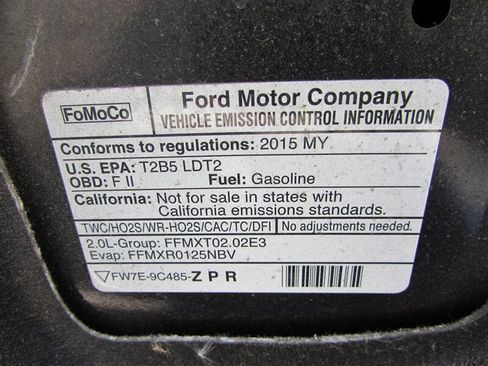 FoMoCo
Ford Motor Company
VEHICLE EMISSION CONTROL INFORMATION
Conforms to regulations: 2015 MY
U.S. EPA: T2B5 LDT2
OBD: F II Fuel: Gasoline
California: Not for sale in states with
California emissions standards.
TWC/HO2S/WR-HO2S/CAC/TC/DFI No adjustments needed.
2.0L-Group: FFMXT02.02E3
Evap: FFMXR0125NBV
FW7E-9C485-ZPR